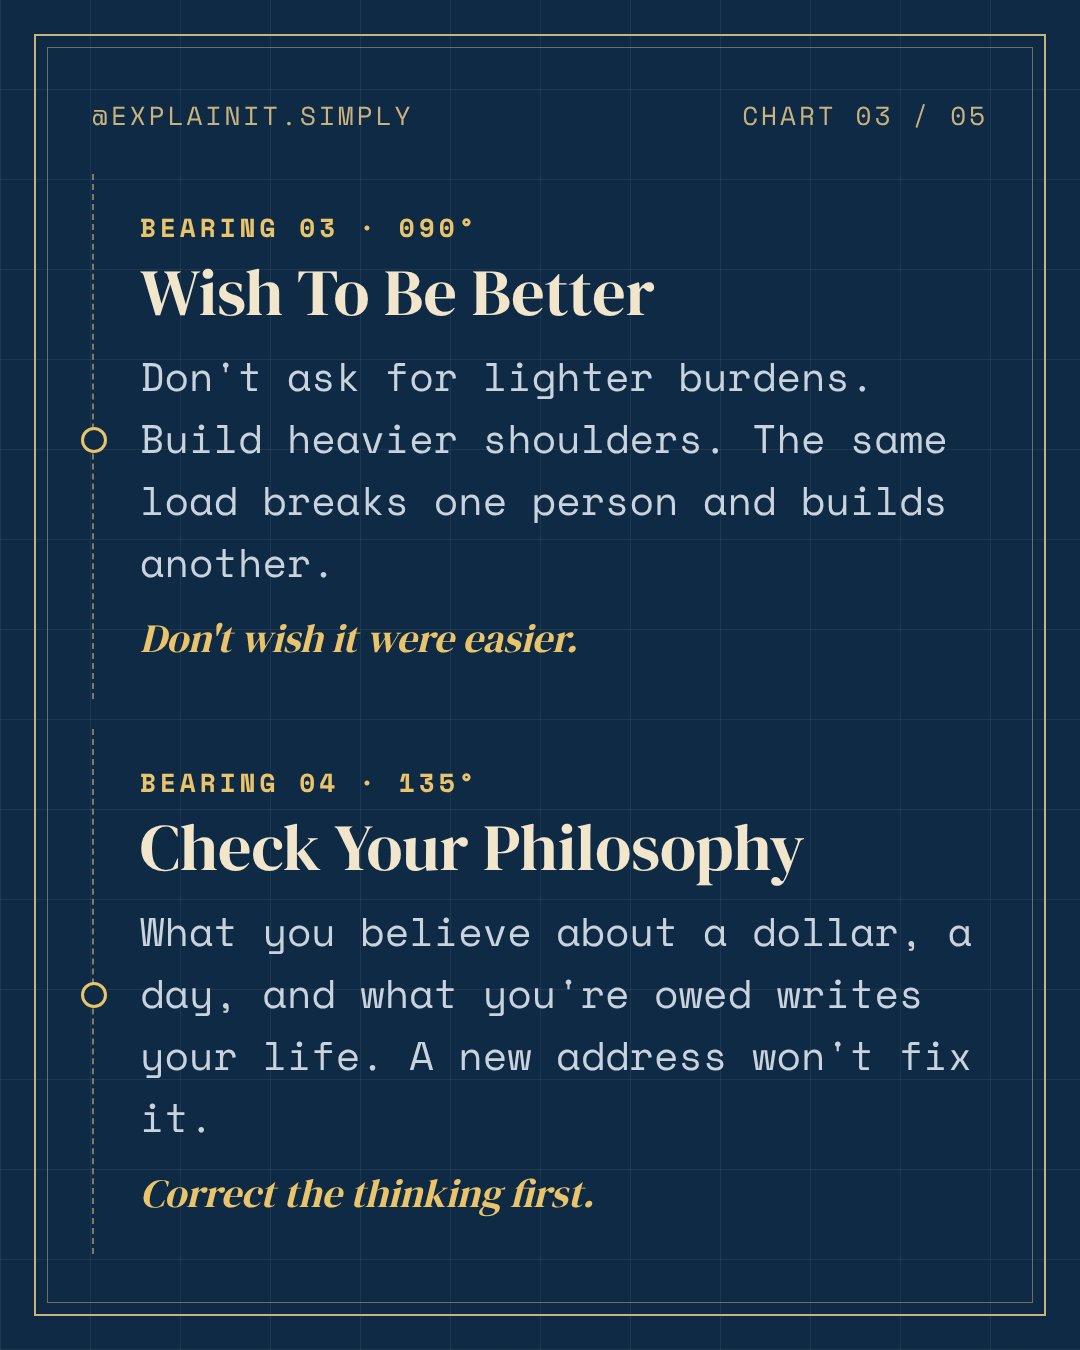 @EXPLAINIT.SIMPLY
CHART 03 / 05
BEARING 03 · 090°
Wish To Be Better
Don't ask for lighter burdens.
Build heavier shoulders. The same
load breaks one person and builds
another.
Don't wish it were easier.
BEARING 04 · 135°
Check Your Philosophy
What you believe about a dollar, a
day, and what you're owed writes
your life. A new address won't fix
it.
Correct the thinking first.